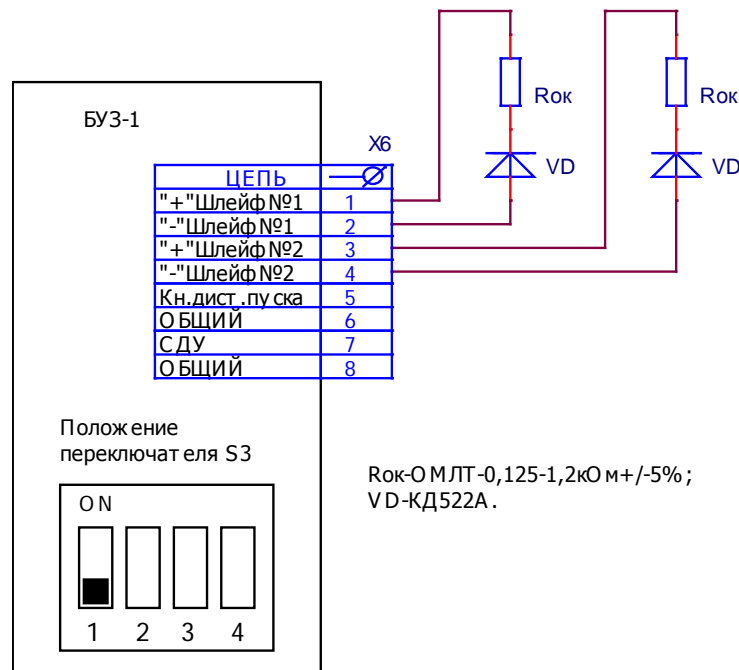 БУЗ-1
X6
ЦЕПЬ
"+"Шлейф №1 1
"-"Шлейф №1 2
"+"Шлейф №2 3
"-"Шлейф №2 4
Кн.дист.пуска 5
ОБЩИЙ 6
СДУ 7
ОБЩИЙ 8
Rок
VD
Rок
VD
Положение
переключателя S3
ON
1 2 3 4
Rок-ОМЛТ-0,125-1,2кОм+/-5%;
VD-КД522А.